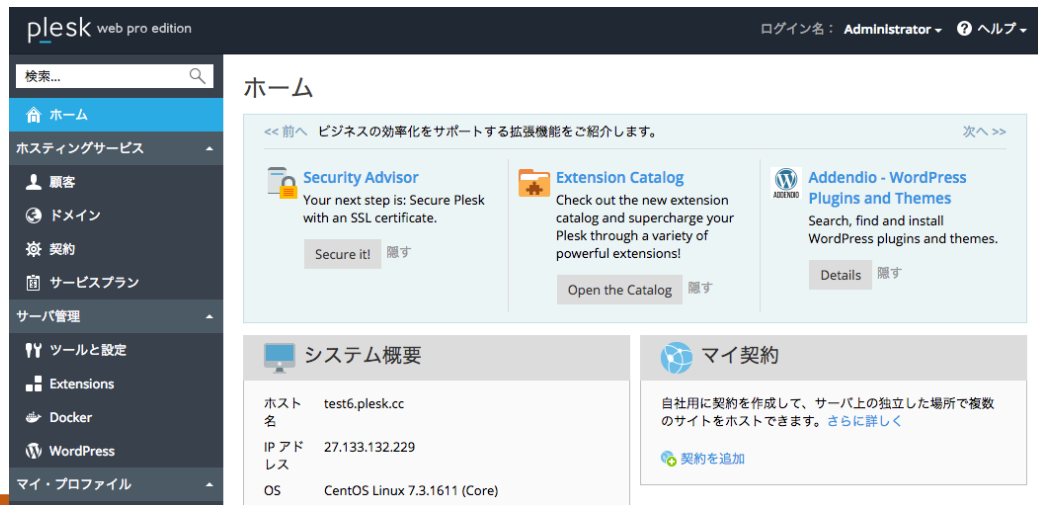 plesk web pro edition
ログイン名： Administrator
ヘルプ
検索...
ホーム
ホスティングサービス
顧客
ドメイン
契約
サービスプラン
サーバ管理
ツールと設定
Extensions
Docker
WordPress
マイ・プロファイル
ホーム
<< 前へ ビジネスの効率化をサポートする拡張機能をご紹介します。 次へ >>
Security Advisor
Your next step is: Secure Plesk
with an SSL certificate.
Secure it! 隠す
Extension Catalog
Check out the new extension
catalog and supercharge your
Plesk through a variety of
powerful extensions!
Open the Catalog 隠す
ADDENDIO
Addendio - WordPress
Plugins and Themes
Search, find and install
WordPress plugins and themes.
Details 隠す
システム概要
ホスト名 test6.plesk.cc
IP アドレス 27.133.132.229
OS CentOS Linux 7.3.1611 (Core)
マイ契約
自社用に契約を作成して、サーバ上の独立した場所で複数
のサイトをホストできます。さらに詳しく
契約を追加